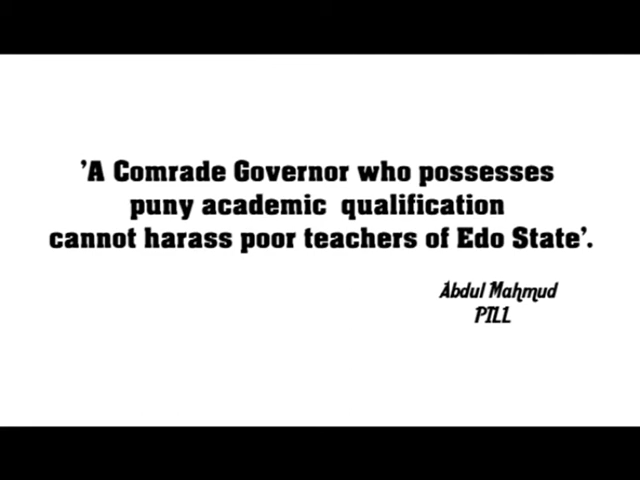 'A Comrade Governor who possesses
puny academic qualification
cannot harass poor teachers of Edo State'.
Abdul Mahmud
PILL